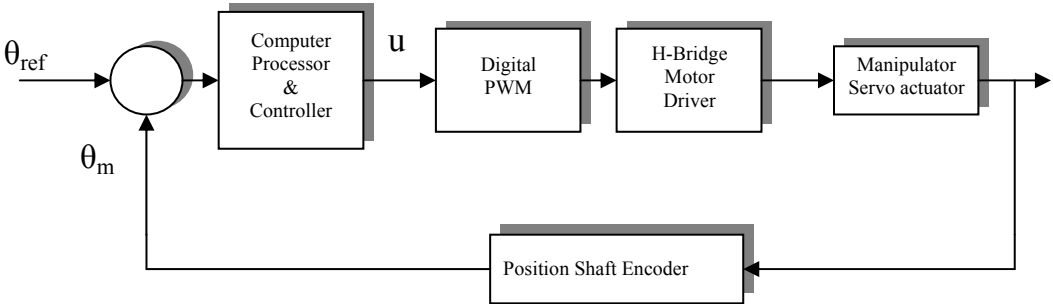 θref
Computer
Processor
&
Controller
u
Digital
PWM
H-Bridge
Motor
Driver
Manipulator
Servo actuator
θm
Position Shaft Encoder